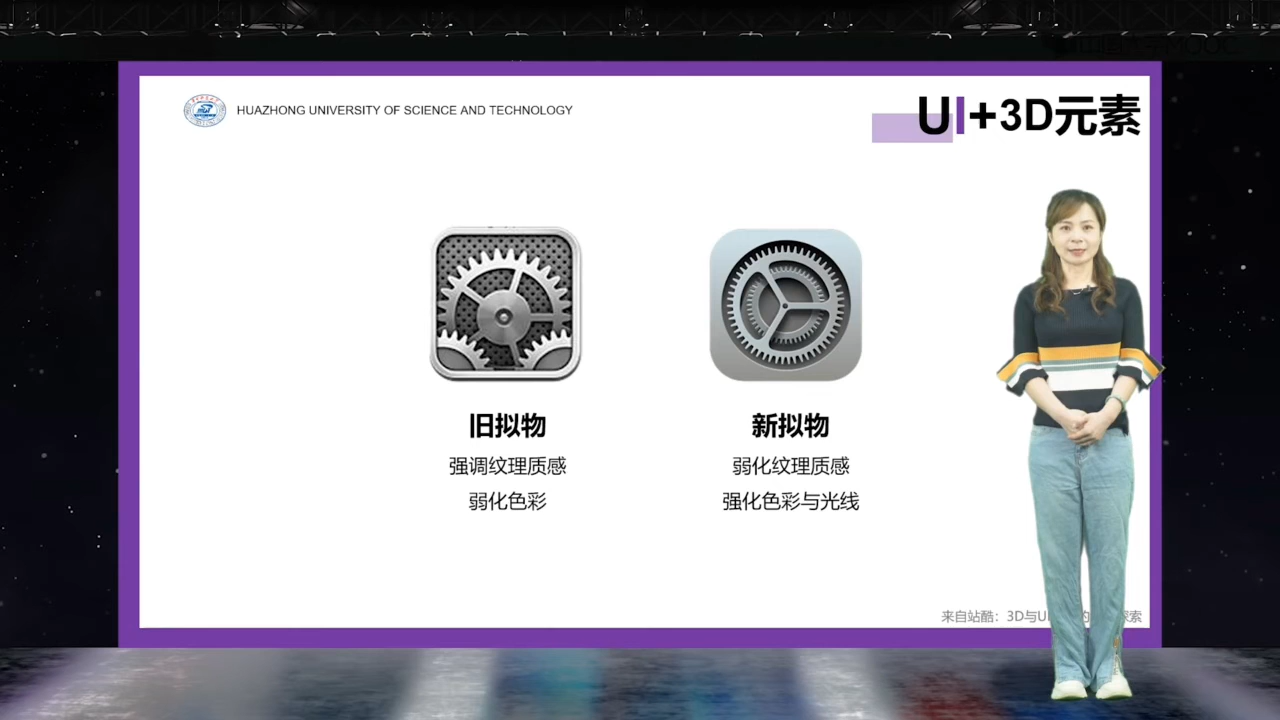 HUAZHONG UNIVERSITY OF SCIENCE AND TECHNOLOGY
UI+3D元素
旧拟物
强调纹理质感
弱化色彩
新拟物
弱化纹理质感
强化色彩与光线
来自站酷：3D与UI